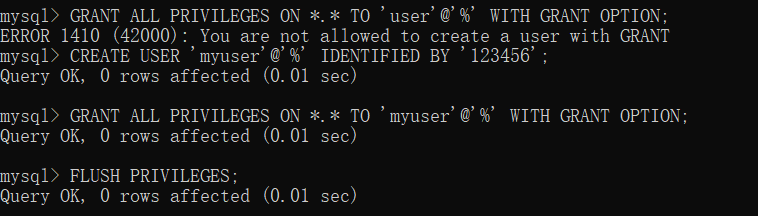 mysql> GRANT ALL PRIVILEGES ON *.* TO 'user'@'%' WITH GRANT OPTION;
ERROR 1410 (42000): You are not allowed to create a user with GRANT
mysql> CREATE USER 'myuser'@'%' IDENTIFIED BY '123456';
Query OK, 0 rows affected (0.01 sec)
mysql> GRANT ALL PRIVILEGES ON *.* TO 'myuser'@'%' WITH GRANT OPTION;
Query OK, 0 rows affected (0.01 sec)
mysql> FLUSH PRIVILEGES;
Query OK, 0 rows affected (0.01 sec)